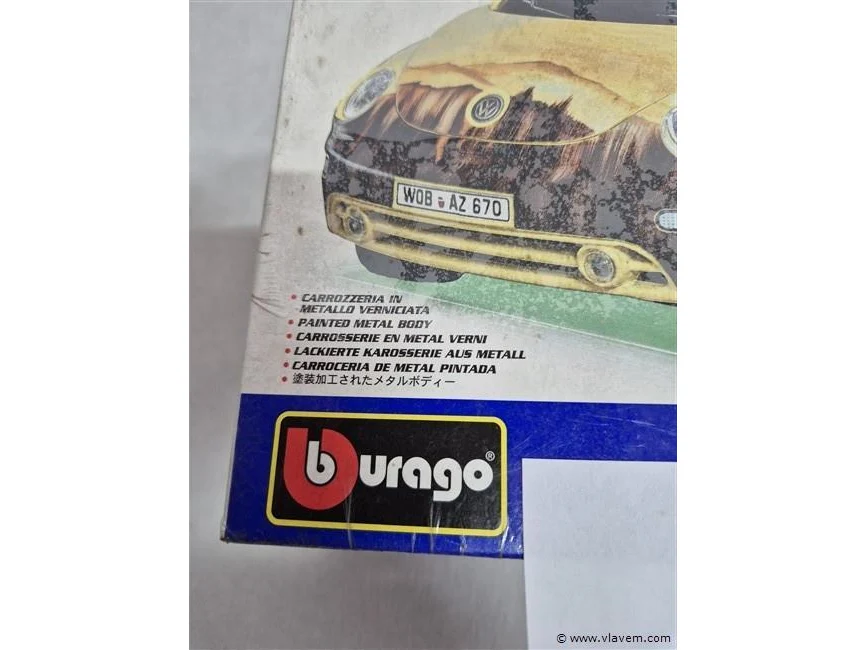 WOB AZ 670
• CARROZZERIA IN
METALLO VERNICIATA
• PAINTED METAL BODY
• CARROSSERIE EN METAL VERNI
• LACKIERTE KAROSSERIE AUS METALL
• CARROCERIA DE METAL PINTADA
• 塗装加工されたメタルボディー
bburago®
© www.vlavem.com